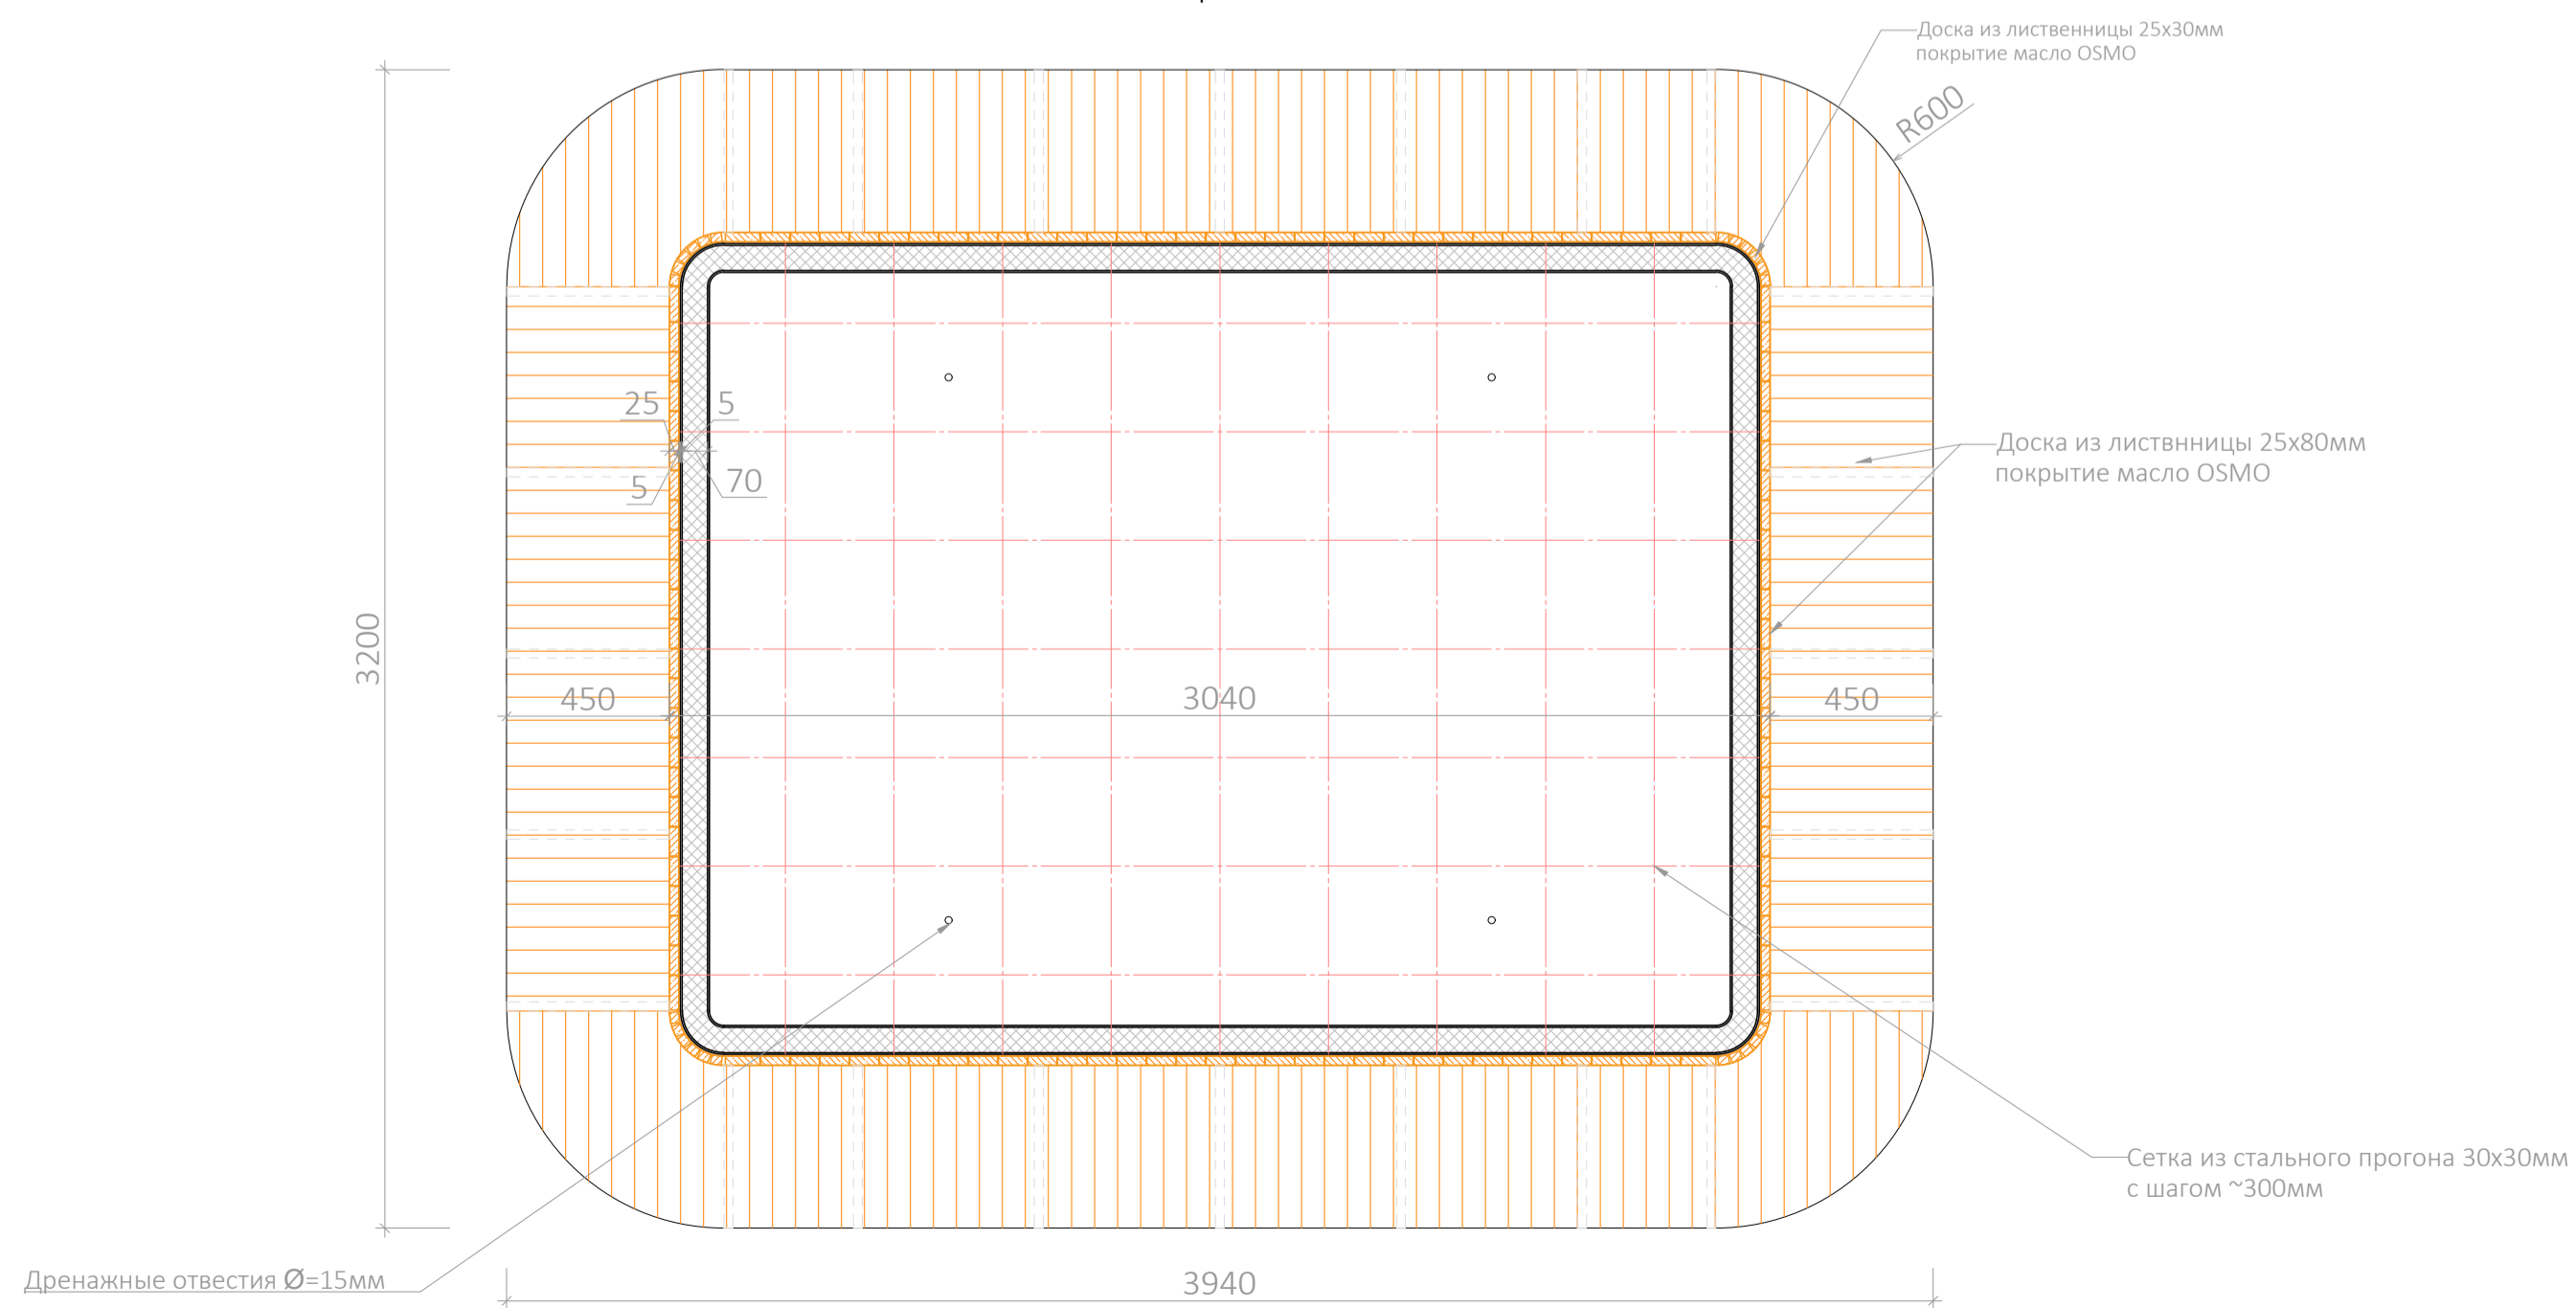 Доска из лиственницы 25х30мм
покрытие масло OSMO
R600
25
5
Доска из листвнницы 25х80мм
покрытие масло OSMO
5
70
3200
450
3040
450
Сетка из стального прогона 30х30мм
с шагом ~300мм
Дренажные отвестия Ø=15мм
3940